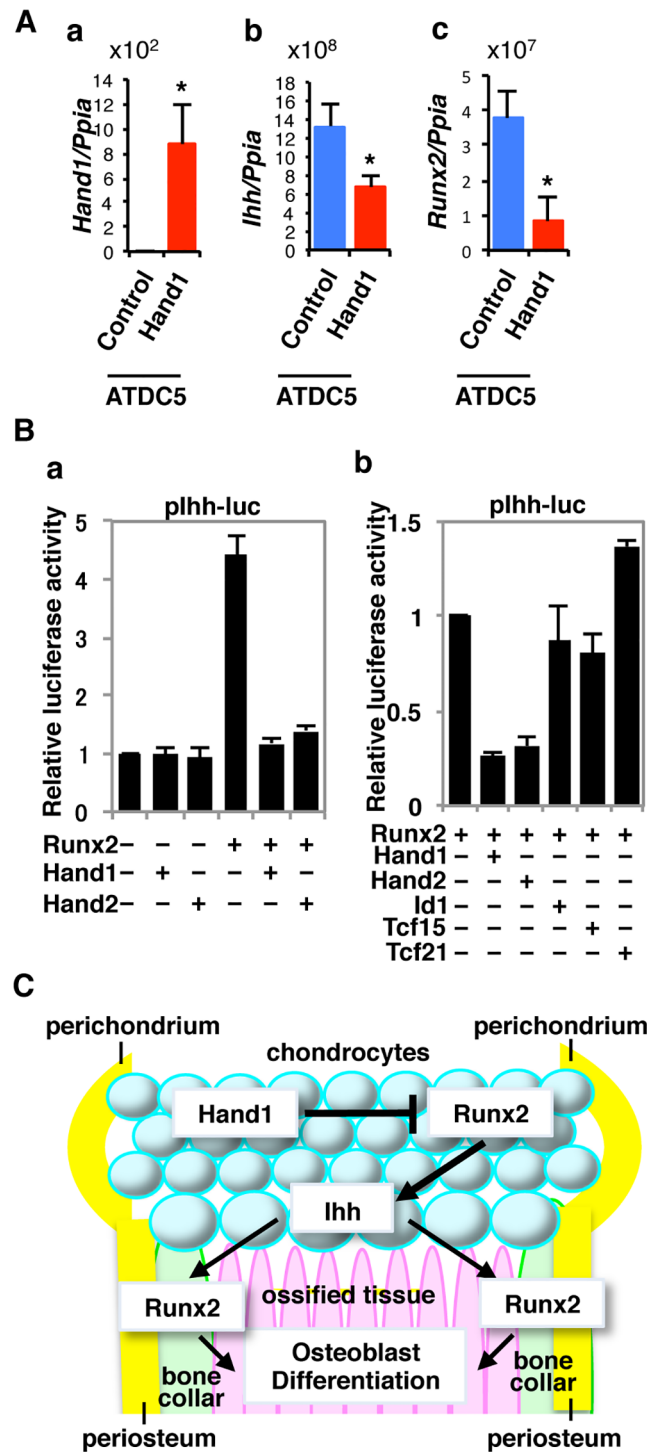 A
a
b
c
x10²
x10⁸
x10⁷
Hand1/Ppia
14
12
10
8
6
4
2
0
*
Control
Hand1
ATDC5
Ihh/Ppia
18
16
14
12
10
8
6
4
2
0
*
Control
Hand1
ATDC5
Runx2/Ppia
5
4
3
2
1
0
*
Control
Hand1
ATDC5
B
a
pIhh-luc
Relative luciferase activity
5
4
3
2
1
0
Runx2 – – – + + +
Hand1 – + – – + –
Hand2 – – + – – +
b
pIhh-luc
Relative luciferase activity
1.5
1
0.5
0
Runx2 + + + + + +
Hand1 – + – – – –
Hand2 – – + – – –
Id1 – – – + – –
Tcf15 – – – – + –
Tcf21 – – – – – +
C
perichondrium
perichondrium
chondrocytes
Hand1
Runx2
Ihh
Runx2
ossified tissue
Runx2
Osteoblast
Differentiation
bone
collar
bone
collar
periosteum
periosteum